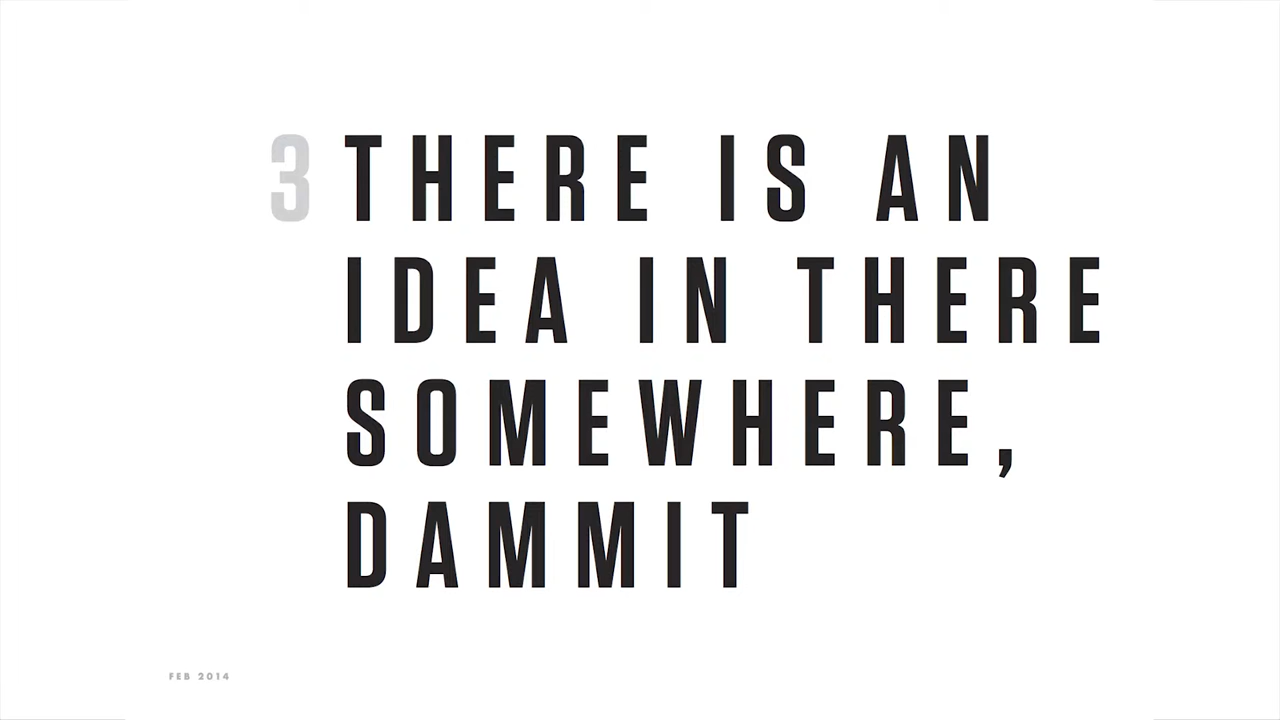 3 THERE IS AN
IDEA IN THERE
SOMEWHERE,
DAMMIT
FEB 2014